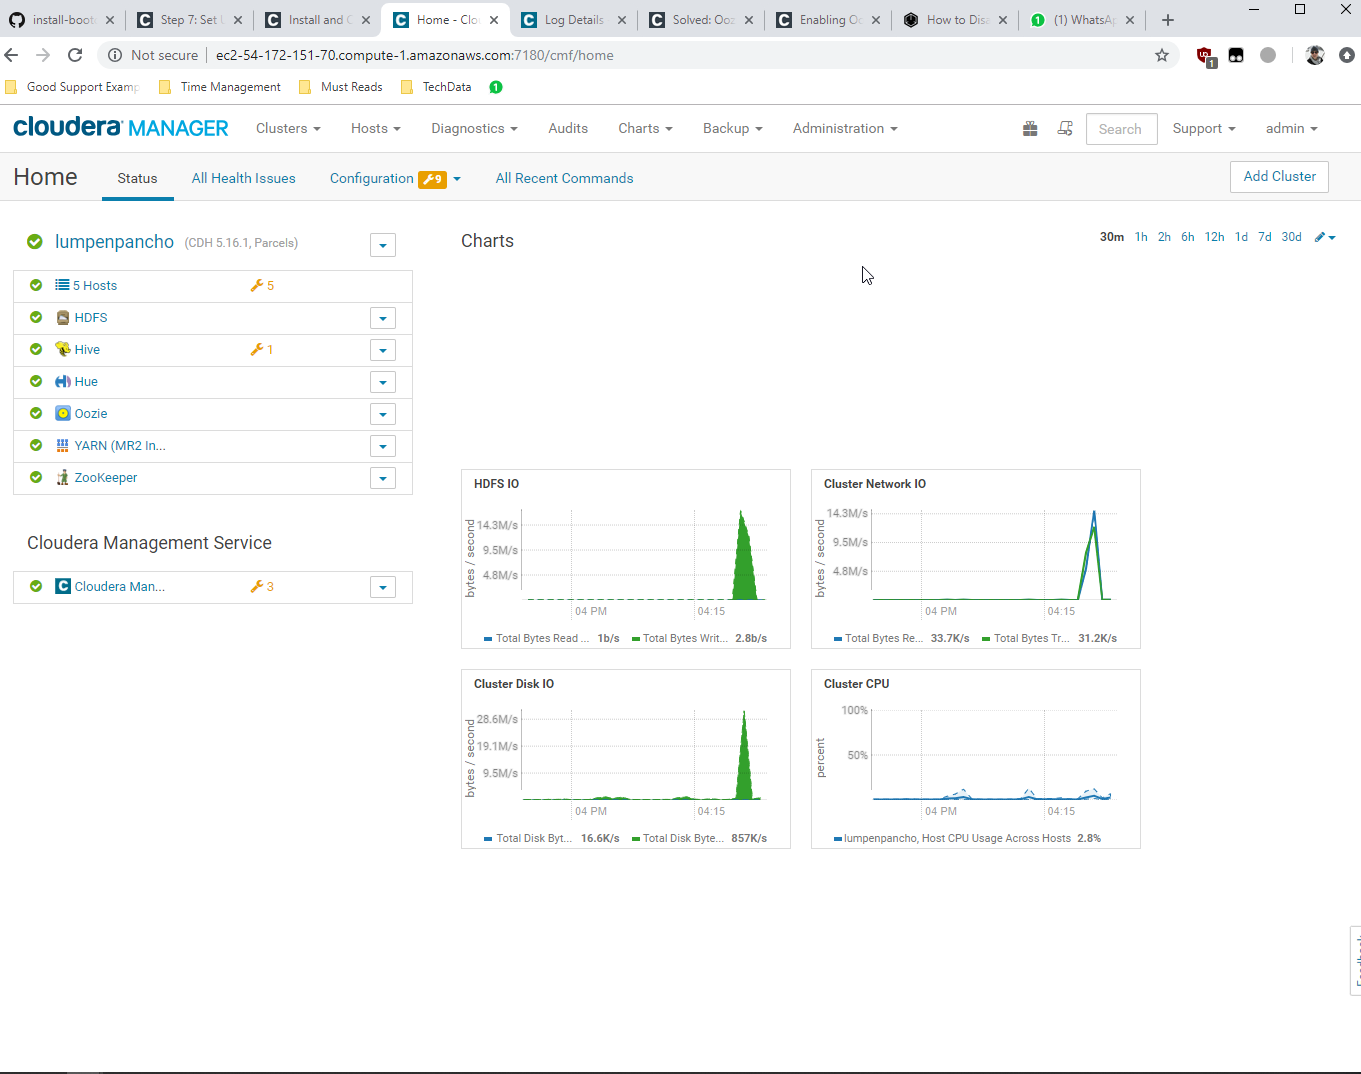 install-boot
Step 7: Set
Install and
Home - Clou
Log Details
Solved: Ooz
Enabling Oo
How to Disa
(1) WhatsAp
Not secure
ec2-54-172-151-70.compute-1.amazonaws.com:7180/cmf/home
1
Good Support Examp
Time Management
Must Reads
TechData
cloudera MANAGER
Clusters
Hosts
Diagnostics
Audits
Charts
Backup
Administration
Search
Support
admin
Home
Status
All Health Issues
Configuration
9
All Recent Commands
Add Cluster
lumpenpancho (CDH 5.16.1, Parcels)
5 Hosts
5
HDFS
Hive
1
Hue
Oozie
YARN (MR2 In...
ZooKeeper
Cloudera Management Service
Cloudera Man...
3
Charts
30m 1h 2h 6h 12h 1d 7d 30d
HDFS IO
bytes / second
14.3M/s
9.5M/s
4.8M/s
04 PM
04:15
Total Bytes Read ... 1b/s
Total Bytes Writ... 2.8b/s
Cluster Network IO
bytes / second
14.3M/s
9.5M/s
4.8M/s
04 PM
04:15
Total Bytes Re... 33.7K/s
Total Bytes Tr... 31.2K/s
Cluster Disk IO
bytes / second
28.6M/s
19.1M/s
9.5M/s
04 PM
04:15
Total Disk Byt... 16.6K/s
Total Disk Byte... 857K/s
Cluster CPU
percent
100%
50%
04 PM
04:15
lumpenpancho, Host CPU Usage Across Hosts 2.8%